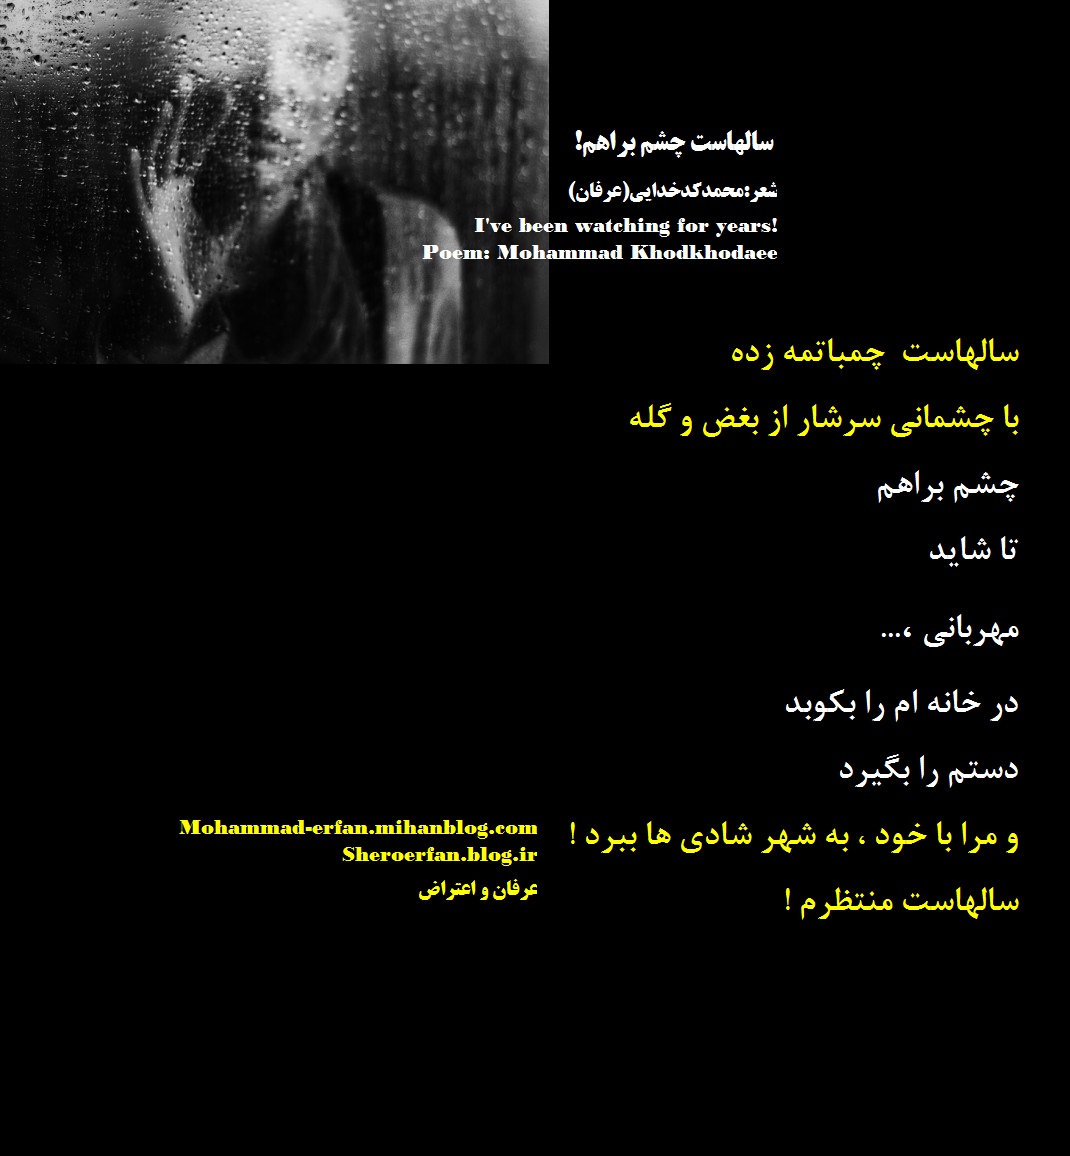 سالهاست چشم براهم!
شعر:محمدکدخدایی(عرفان)
I've been watching for years!
Poem: Mohammad Khodkhodaee
سالهاست چمباتمه زده
با چشمانی سرشار از بغض و گله
چشم براهم
تا شاید
مهربانی ،...
در خانه ام را بکوبد
دستم را بگیرد
و مرا با خود ، به شهر شادی ها ببرد !
سالهاست منتظرم !
Mohammad-erfan.mihanblog.com
Sheroerfan.blog.ir
عرفان و اعتراض